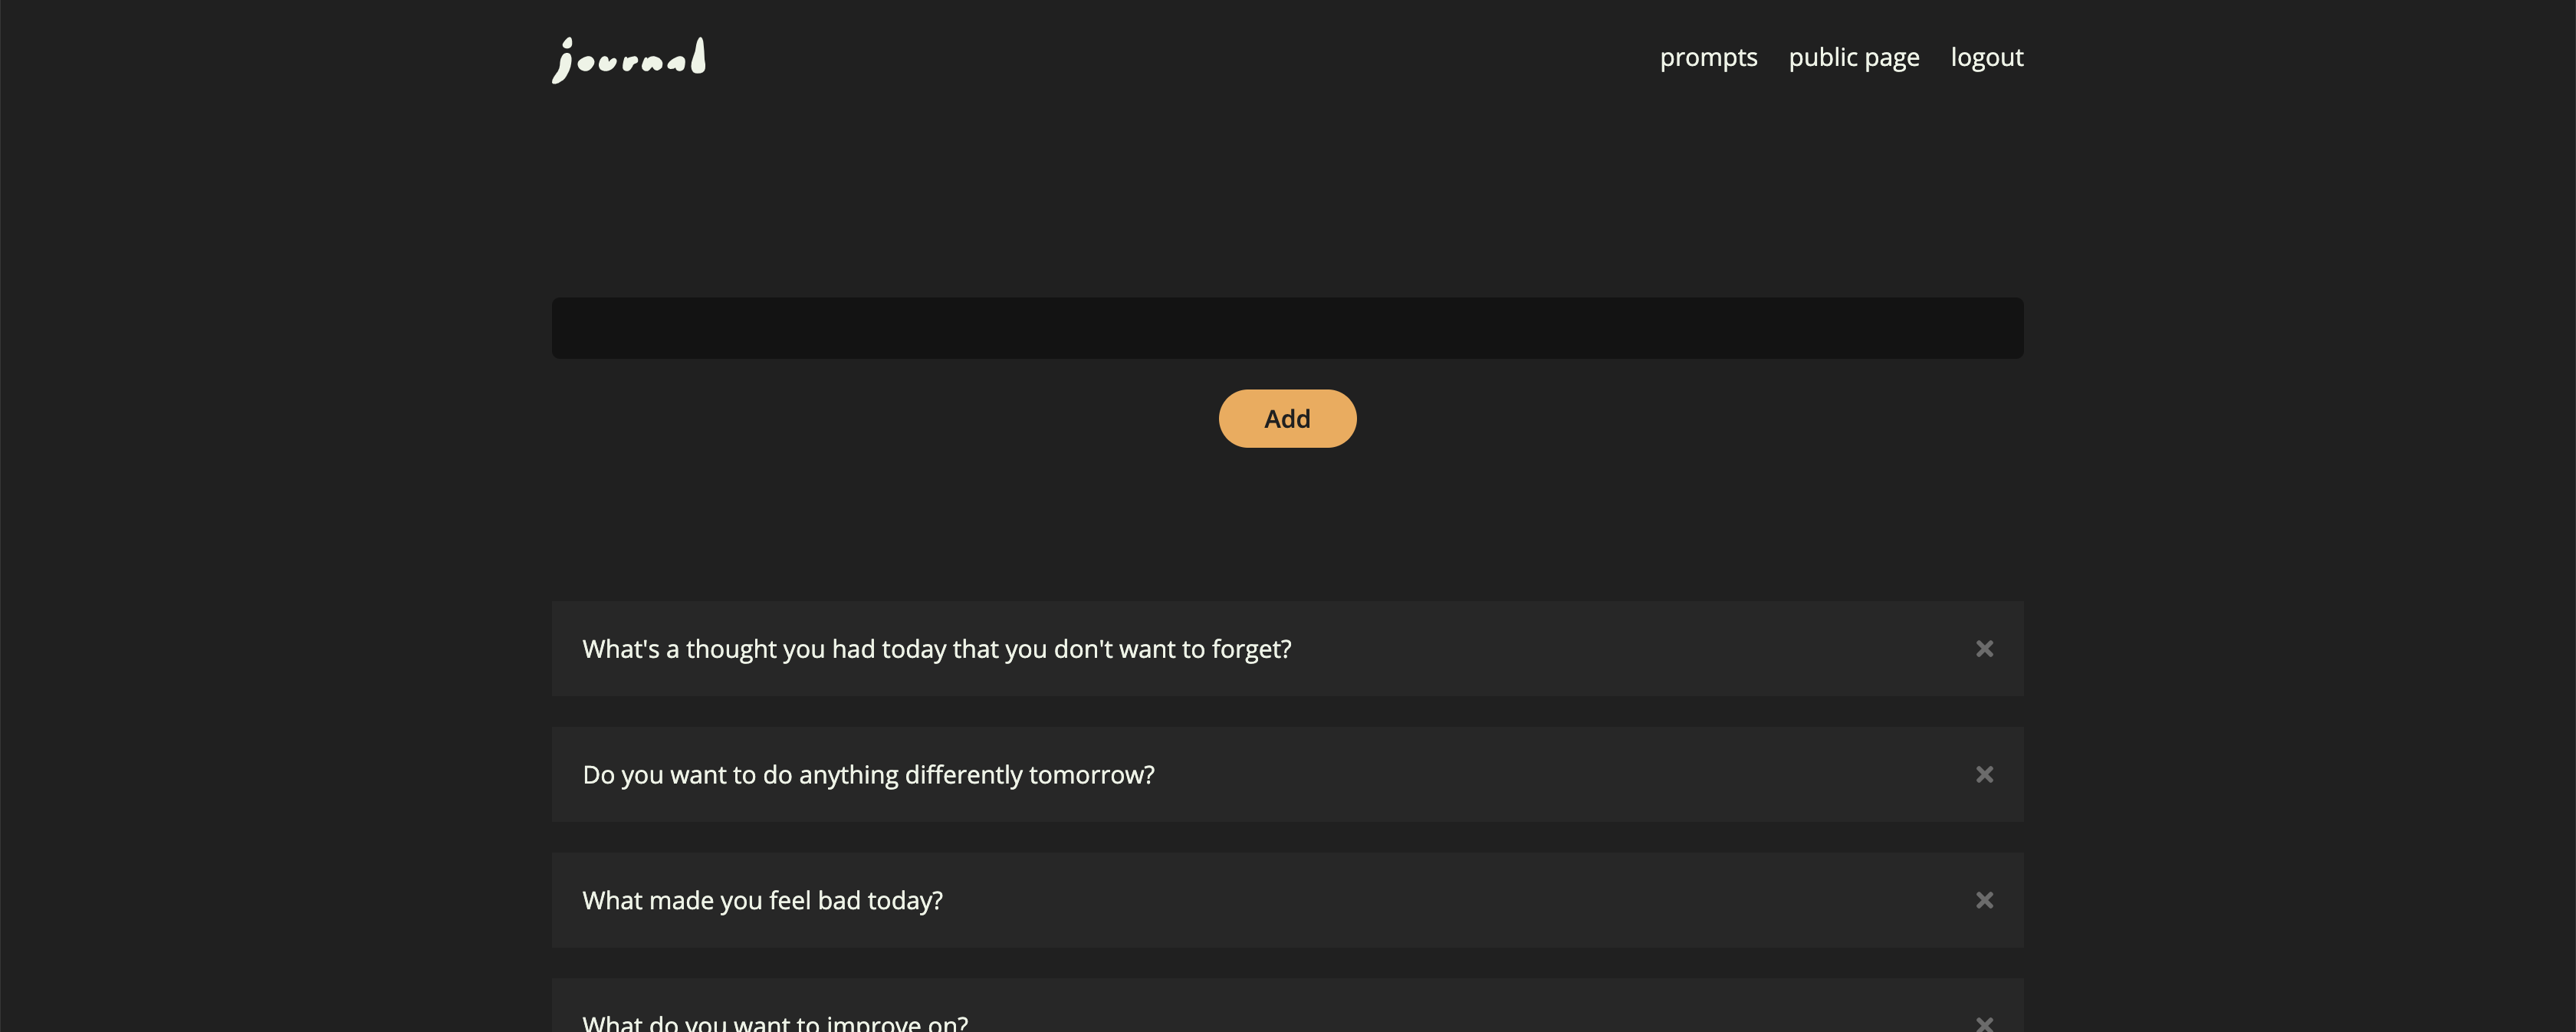 journal
prompts public page logout
Add
What's a thought you had today that you don't want to forget?
Do you want to do anything differently tomorrow?
What made you feel bad today?
What do you want to improve on?